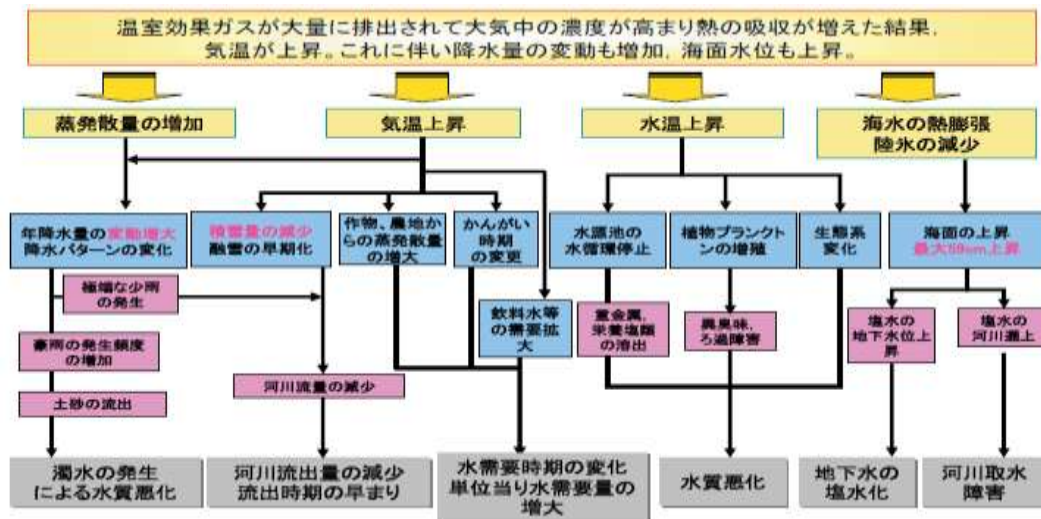 温室効果ガスが大量に排出されて大気中の濃度が高まり熱の吸収が増えた結果，
気温が上昇。これに伴い降水量の変動も増加，海面水位も上昇。
蒸発散量の増加
気温上昇
水温上昇
海水の熱膨張
陸氷の減少
年降水量の変動増大
降水パターンの変化
積雪量の減少
融雪の早期化
作物、農地か
らの蒸発散量
の増大
かんがい
時期
の変更
水源池の
水循環停止
植物プランクト
ンの増殖
生態系
変化
海面の上昇
最大59cm上昇
極端な少雨
の発生
飲料水等
の需要拡
大
重金属，
栄養塩類
の溶出
異臭味，
ろ過障害
塩水の
地下水位上
昇
塩水の
河川遡上
豪雨の発生頻度
の増加
河川流量の減少
土砂の流出
濁水の発生
による水質悪化
河川流出量の減少
流出時期の早まり
水需要時期の変化
単位当り水需要量の
増大
水質悪化
地下水の
塩水化
河川取水
障害